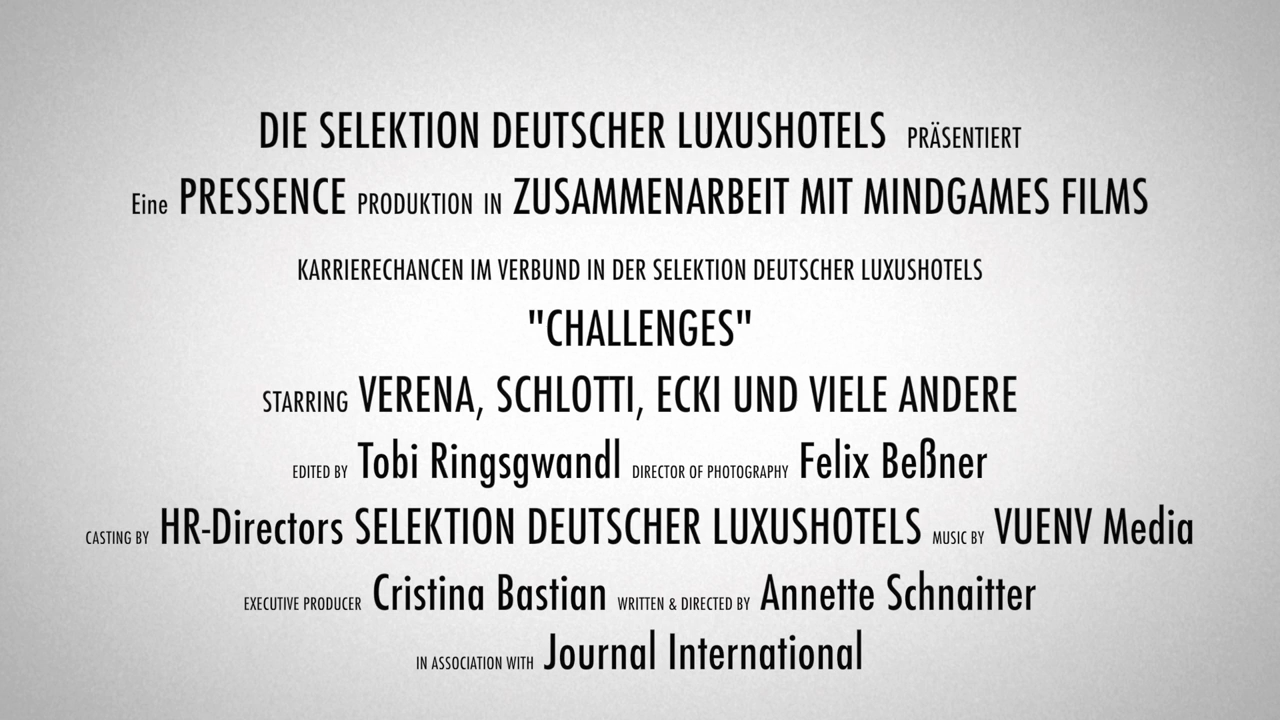 DIE SELEKTION DEUTSCHER LUXUSHOTELS PRÄSENTIERT
Eine PRESSENCE PRODUKTION IN ZUSAMMENARBEIT MIT MINDGAMES FILMS
KARRIERECHANCEN IM VERBUND IN DER SELEKTION DEUTSCHER LUXUSHOTELS
"CHALLENGES"
STARRING VERENA, SCHLOTTI, ECKI UND VIELE ANDERE
EDITED BY Tobi Ringsgwandl DIRECTOR OF PHOTOGRAPHY Felix Beßner
CASTING BY HR-Directors SELEKTION DEUTSCHER LUXUSHOTELS MUSIC BY VUENV Media
EXECUTIVE PRODUCER Cristina Bastian WRITTEN & DIRECTED BY Annette Schnaitter
IN ASSOCIATION WITH Journal International